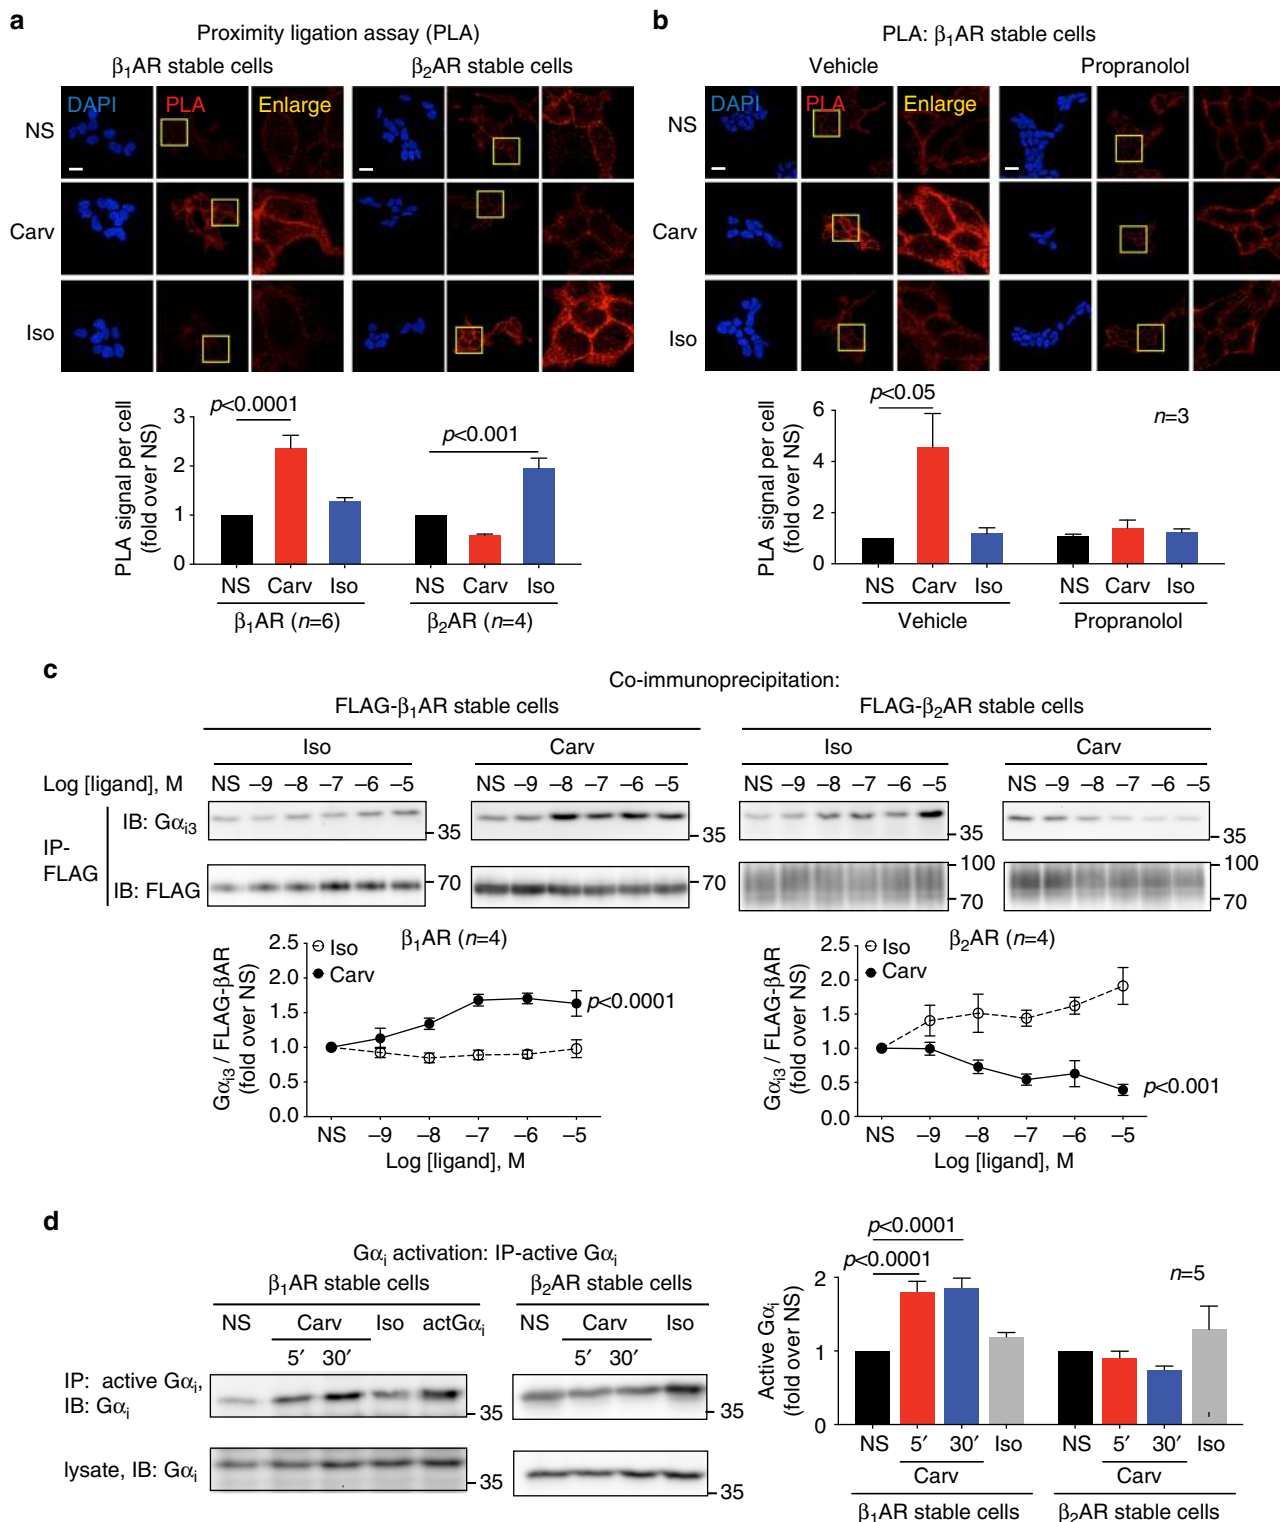 a
Proximity ligation assay (PLA)
β1AR stable cells β2AR stable cells
DAPI PLA Enlarge
NS
Carv
Iso
PLA signal per cell
(fold over NS)
3
2
1
0
p<0.0001
p<0.001
NS Carv Iso NS Carv Iso
β1AR (n=6) β2AR (n=4)
b
PLA: β1AR stable cells
Vehicle Propranolol
DAPI PLA Enlarge
NS
Carv
Iso
PLA signal per cell
(fold over NS)
6
4
2
0
p<0.05
n=3
NS Carv Iso NS Carv Iso
Vehicle Propranolol
c
Co-immunoprecipitation:
FLAG-β1AR stable cells FLAG-β2AR stable cells
Iso Carv Iso Carv
Log [ligand], M NS –9 –8 –7 –6 –5 NS –9 –8 –7 –6 –5 NS –9 –8 –7 –6 –5 NS –9 –8 –7 –6 –5
IP-
FLAG
IB: Gαi3 35 35 35 35
IB: FLAG 70 70 100 70 100 70
β1AR (n=4)
Iso
Carv
Gαi3 / FLAG-βAR
(fold over NS)
2.5
2.0
1.5
1.0
0.5
0.0
p<0.0001
NS –9 –8 –7 –6 –5
Log [ligand], M
β2AR (n=4)
Iso
Carv
Gαi3 / FLAG-βAR
(fold over NS)
2.5
2.0
1.5
1.0
0.5
0.0
p<0.001
NS –9 –8 –7 –6 –5
Log [ligand], M
d
Gαi activation: IP-active Gαi
β1AR stable cells β2AR stable cells
NS Carv Iso actGαi NS Carv Iso
5′ 30′ 5′ 30′
IP: active Gαi,
IB: Gαi
35 35
lysate, IB: Gαi
35 35
Active Gαi
(fold over NS)
2
1
0
p<0.0001
p<0.0001
n=5
NS 5′ 30′ Iso NS 5′ 30′ Iso
Carv Carv
β1AR stable cells β2AR stable cells